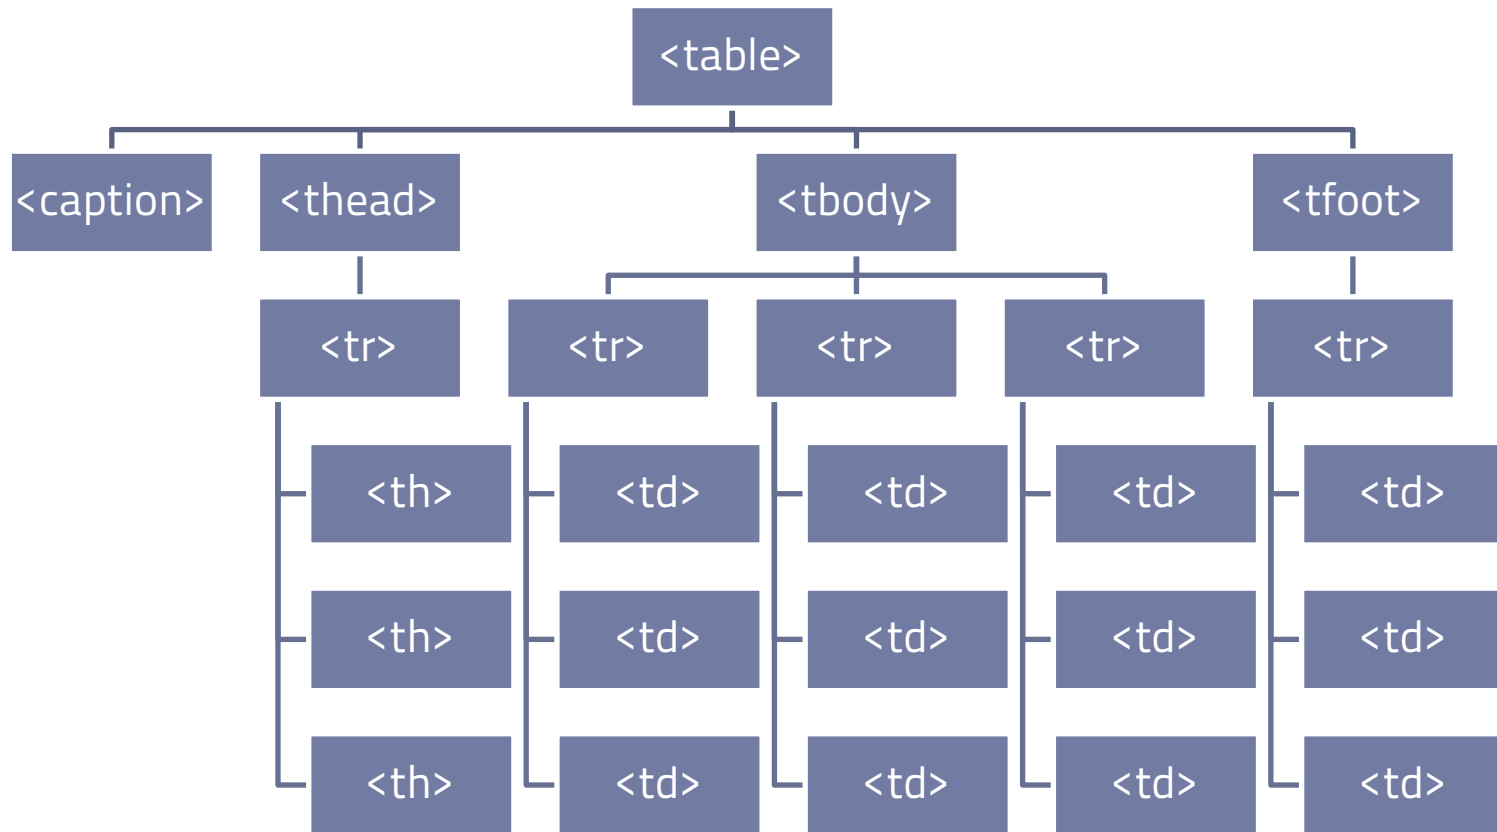 <table>
<caption> <thead> <tbody> <tfoot>
<tr> <tr> <tr> <tr> <tr>
<th> <td> <td> <td> <td>
<th> <td> <td> <td> <td>
<th> <td> <td> <td> <td>